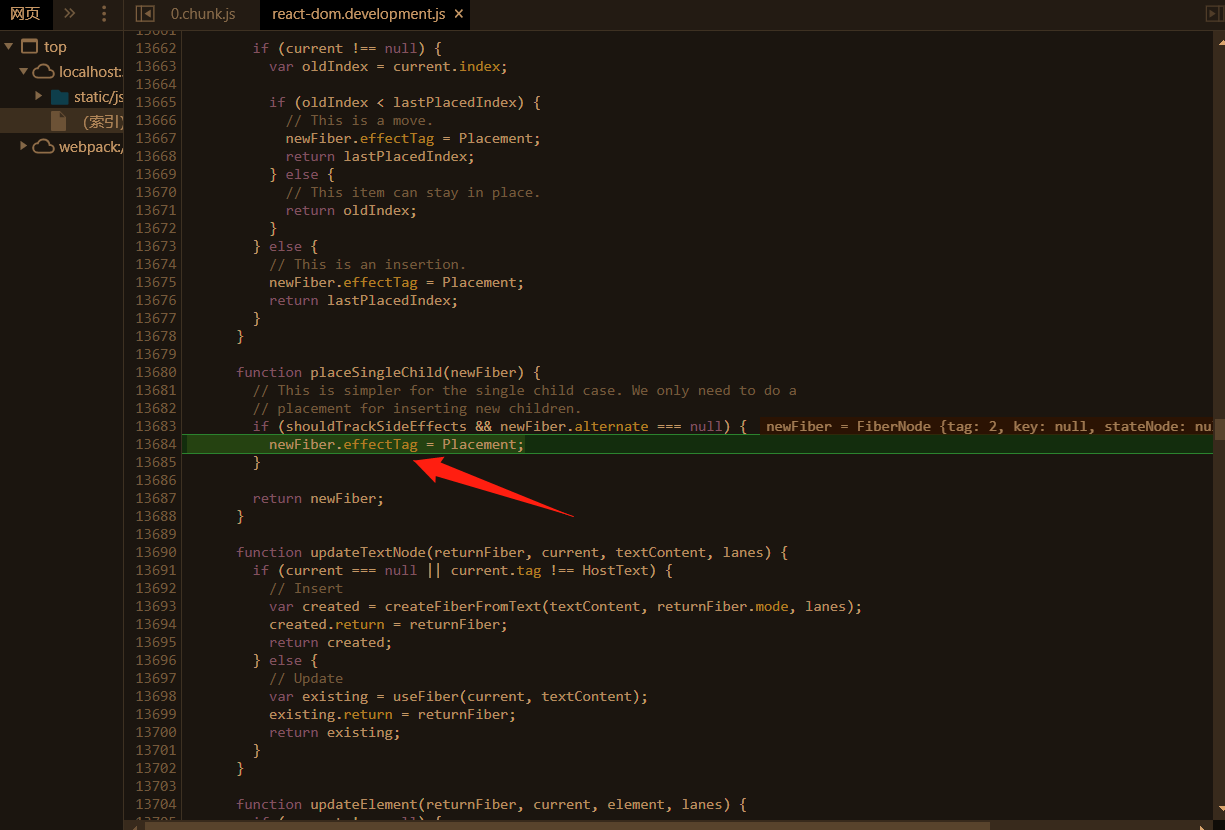 网页
0.chunk.js
react-dom.development.js ×
top
localhost:
static/js
(索引)
webpack:/
13661
13662 if (current !== null) {
13663 var oldIndex = current.index;
13664
13665 if (oldIndex < lastPlacedIndex) {
13666 // This is a move.
13667 newFiber.effectTag = Placement;
13668 return lastPlacedIndex;
13669 } else {
13670 // This item can stay in place.
13671 return oldIndex;
13672 }
13673 } else {
13674 // This is an insertion.
13675 newFiber.effectTag = Placement;
13676 return lastPlacedIndex;
13677 }
13678 }
13679
13680 function placeSingleChild(newFiber) {
13681 // This is simpler for the single child case. We only need to do a
13682 // placement for inserting new children.
13683 if (shouldTrackSideEffects && newFiber.alternate === null) { newFiber = FiberNode {tag: 2, key: null, stateNode: nu
13684 newFiber.effectTag = Placement;
13685 }
13686
13687 return newFiber;
13688 }
13689
13690 function updateTextNode(returnFiber, current, textContent, lanes) {
13691 if (current === null || current.tag !== HostText) {
13692 // Insert
13693 var created = createFiberFromText(textContent, returnFiber.mode, lanes);
13694 created.return = returnFiber;
13695 return created;
13696 } else {
13697 // Update
13698 var existing = useFiber(current, textContent);
13699 existing.return = returnFiber;
13700 return existing;
13701 }
13702 }
13703
13704 function updateElement(returnFiber, current, element, lanes) {